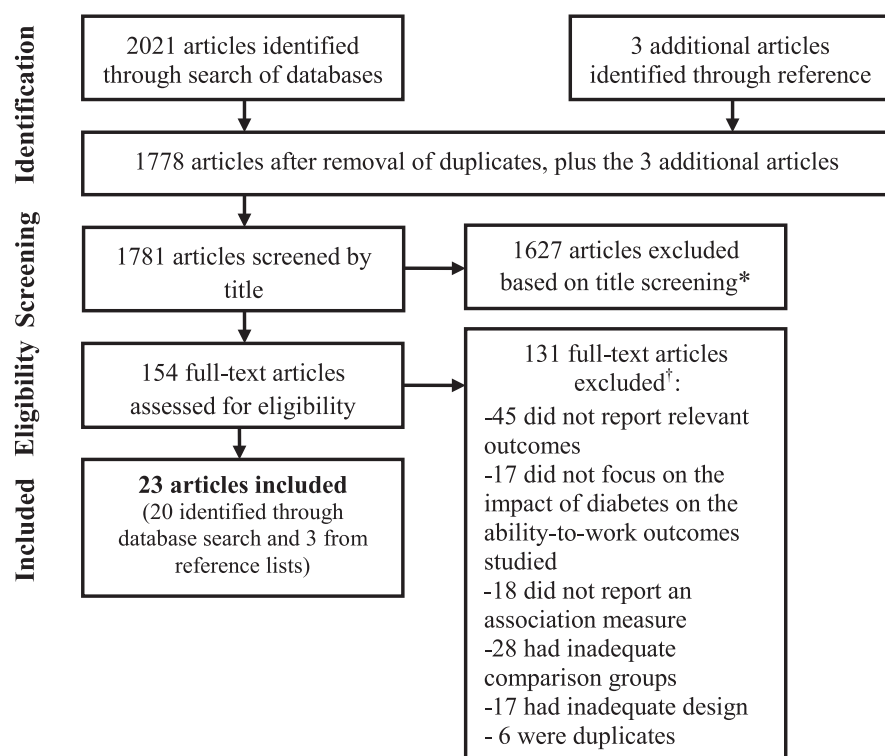 Identification
2021 articles identified
through search of databases
3 additional articles
identified through reference
1778 articles after removal of duplicates, plus the 3 additional articles
Screening
1781 articles screened by
title
1627 articles excluded
based on title screening*
Eligibility
154 full-text articles
assessed for eligibility
131 full-text articles
excluded†:
-45 did not report relevant
outcomes
-17 did not focus on the
impact of diabetes on the
ability-to-work outcomes
studied
-18 did not report an
association measure
-28 had inadequate
comparison groups
-17 had inadequate design
- 6 were duplicates
Included
23 articles included
(20 identified through
database search and 3 from
reference lists)